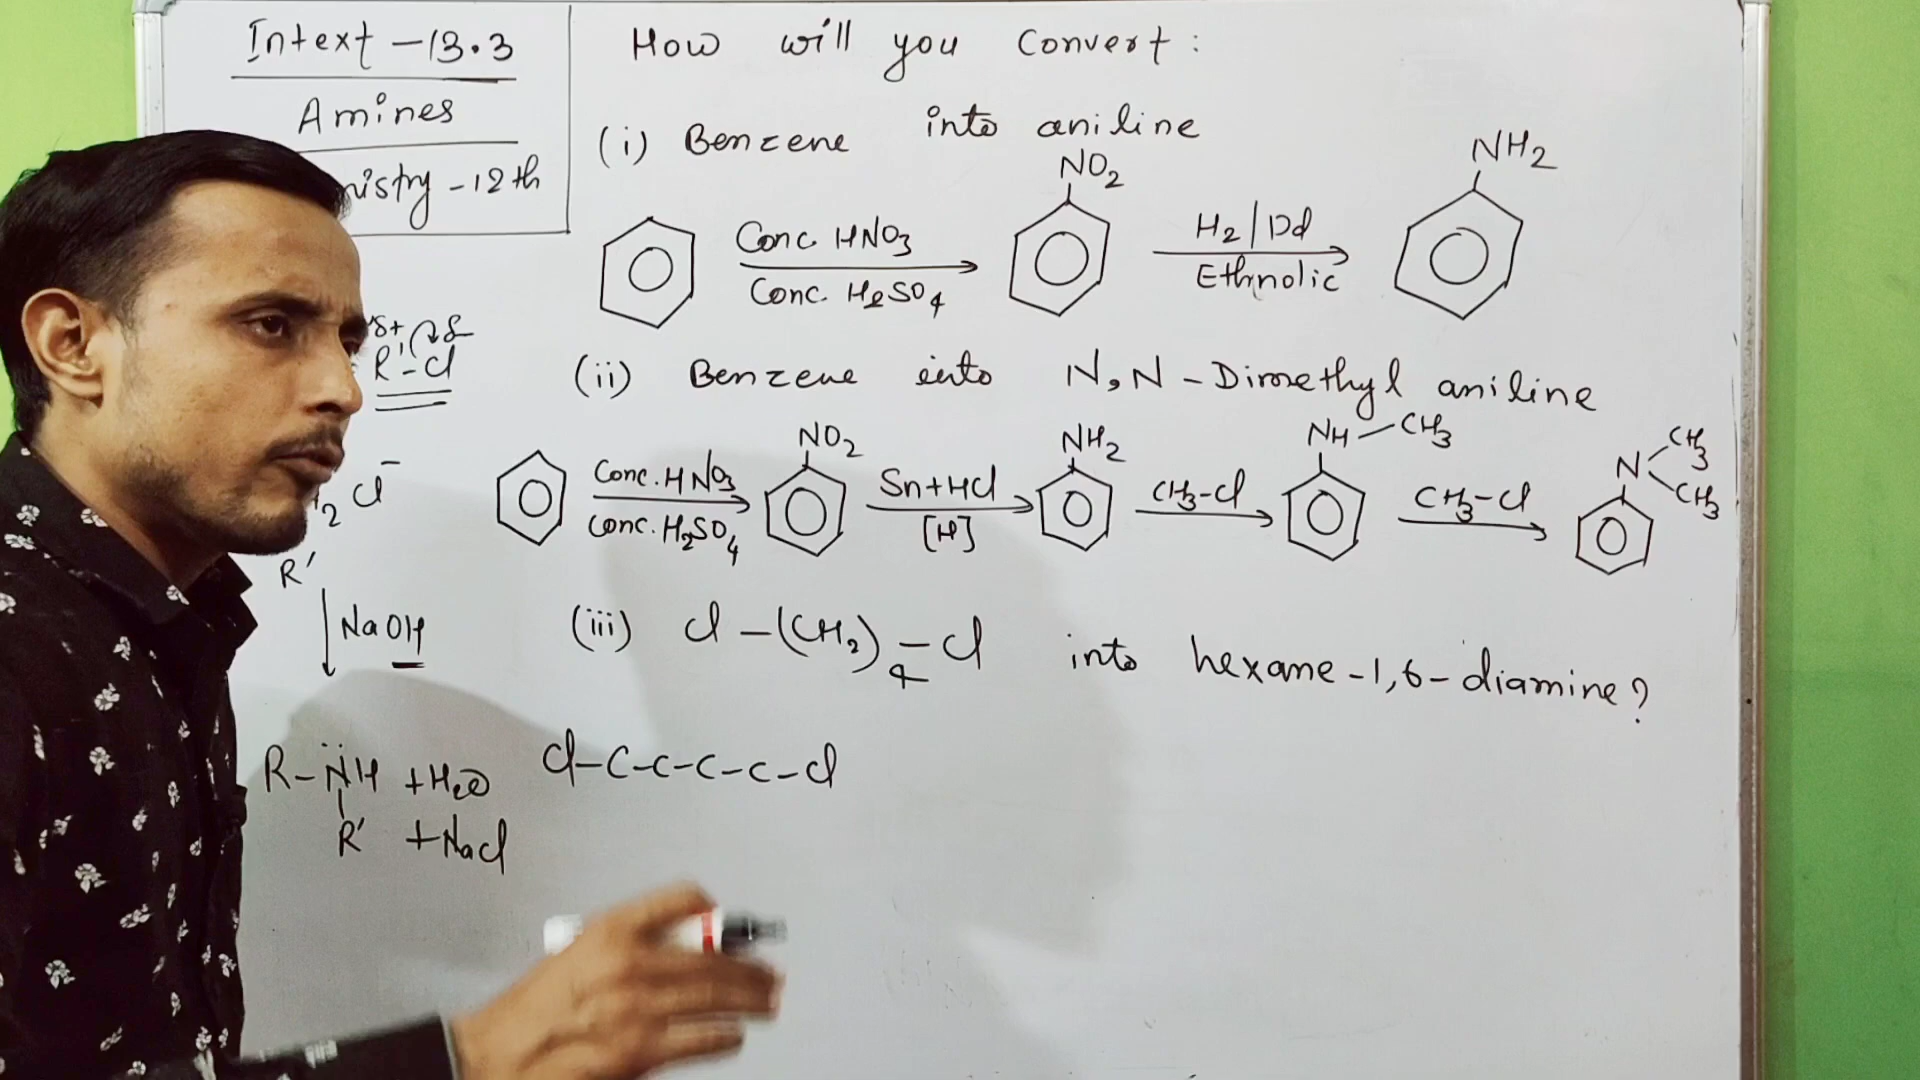 Intext - 13.3
Amines
mistry - 12th
How will you Convert :
(i) Benzene into aniline
NO2
NH2
Conc. HNO3
Conc. H2SO4
H2/Pd
Ethnolic
δ+ δ-
R' - Cl
(ii) Benzene into N,N - Dimethyl aniline
NO2
NH2
NH - CH3
N CH3
CH3
Conc. HNO3
Conc. H2SO4
Sn+HCl
[H]
CH3-Cl
CH3-Cl
2 Cl-
R'
NaOH
(iii) Cl - (CH2)4 - Cl into hexane - 1,6 - diamine?
R - NH + H2O
R' + NaCl
Cl-C-C-C-C-Cl